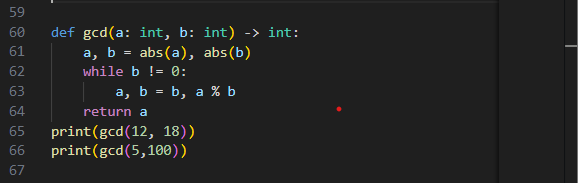 59
60 def gcd(a: int, b: int) -> int:
61     a, b = abs(a), abs(b)
62     while b != 0:
63         a, b = b, a % b
64     return a
65 print(gcd(12, 18))
66 print(gcd(5,100))
67